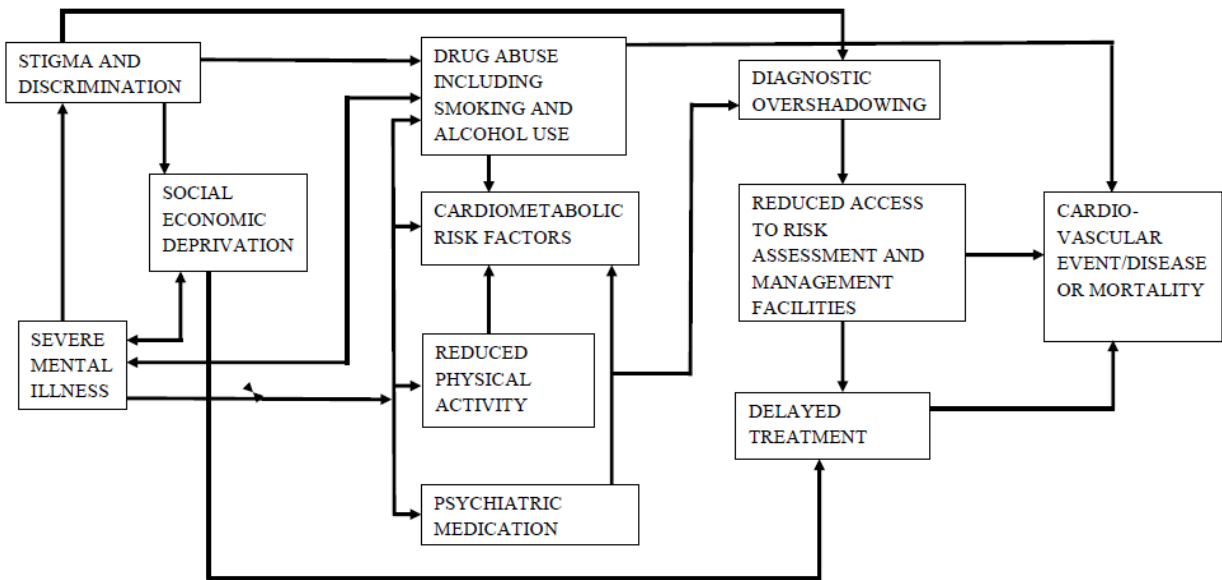 STIGMA AND
DISCRIMINATION
SOCIAL
ECONOMIC
DEPRIVATION
SEVERE
MENTAL
ILLNESS
DRUG ABUSE
INCLUDING
SMOKING AND
ALCOHOL USE
CARDIOMETABOLIC
RISK FACTORS
REDUCED
PHYSICAL
ACTIVITY
PSYCHIATRIC
MEDICATION
DIAGNOSTIC
OVERSHADOWING
REDUCED ACCESS
TO RISK
ASSESSMENT AND
MANAGEMENT
FACILITIES
DELAYED
TREATMENT
CARDIO-
VASCULAR
EVENT/DISEASE
OR MORTALITY